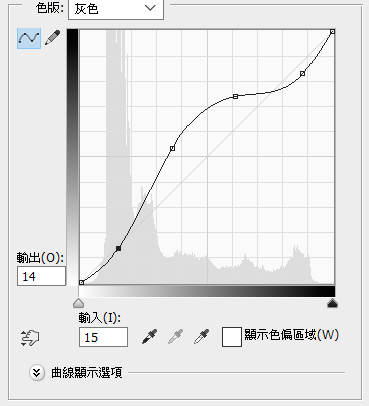 色版: 灰色
輸出(O):
14
輸入(I):
15
顯示色偏區域(W)
曲線顯示選項